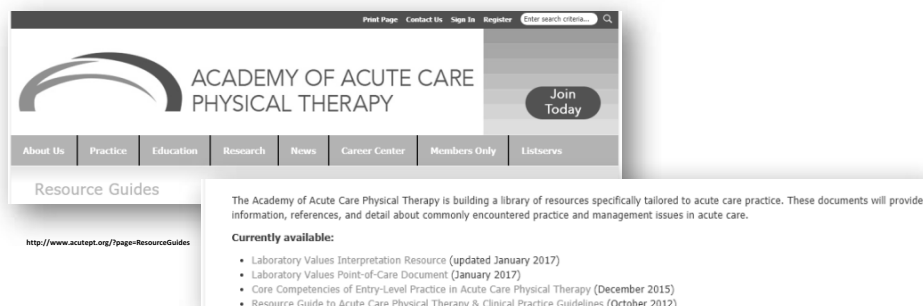 Print Page Contact Us Sign In Register Enter search criteria...
ACADEMY OF ACUTE CARE
PHYSICAL THERAPY
Join
Today
About Us Practice Education Research News Career Center Members Only Listservs
Resource Guides
The Academy of Acute Care Physical Therapy is building a library of resources specifically tailored to acute care practice. These documents will provide
information, references, and detail about commonly encountered practice and management issues in acute care.
http://www.acutept.org/?page=ResourceGuides
Currently available:
• Laboratory Values Interpretation Resource (updated January 2017)
• Laboratory Values Point-of-Care Document (January 2017)
• Core Competencies of Entry-Level Practice in Acute Care Physical Therapy (December 2015)
• Resource Guide to Acute Care Physical Therapy & Clinical Practice Guidelines (October 2012)